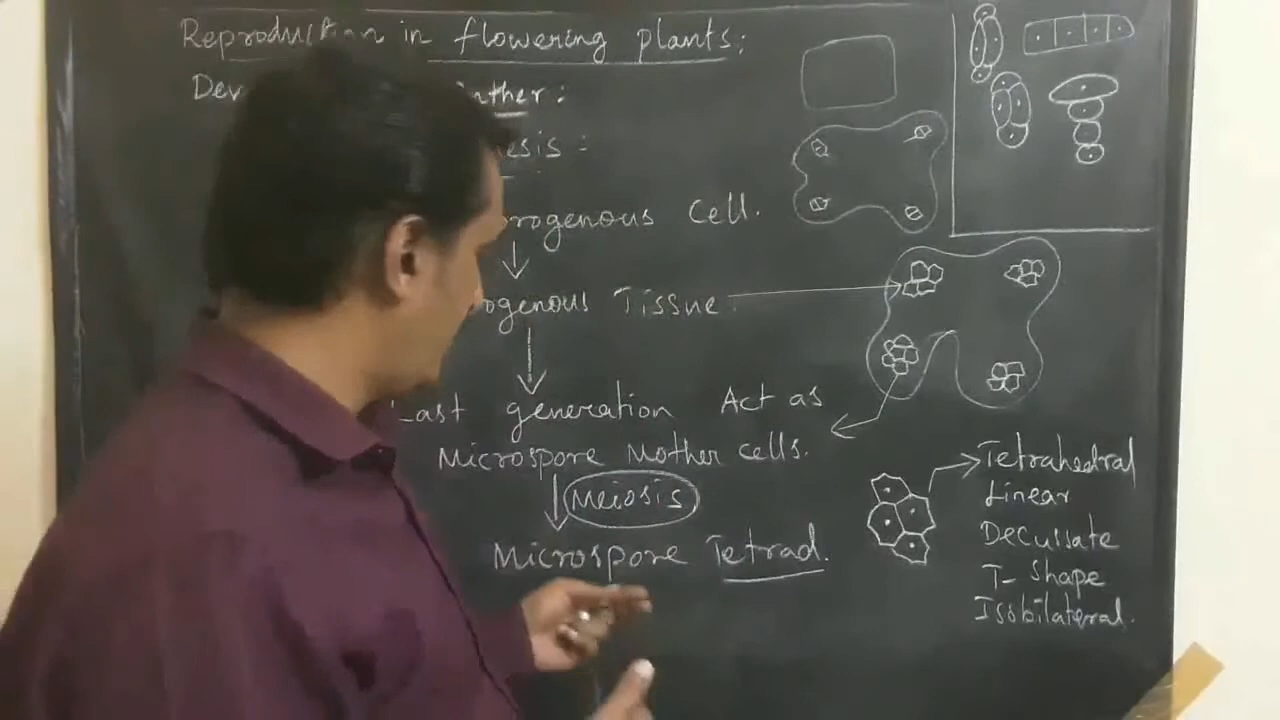 Reproduction in flowering plants:
Dev nther:
esis:
rogenous Cell.
ogenous Tissue
Last generation Act as
Microspore Mother cells.
Meiosis
Microspore Tetrad.
Tetrahedral
Linear
Decussate
T- Shape
Isobilateral.